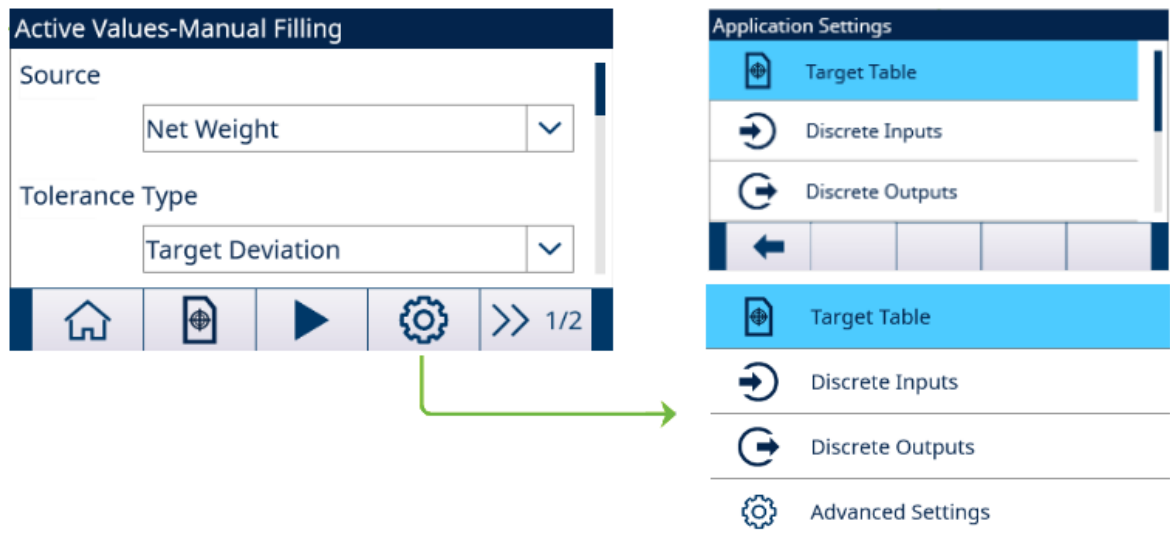 Active Values-Manual Filling
Source
Net Weight
Tolerance Type
Target Deviation
1/2
Application Settings
Target Table
Discrete Inputs
Discrete Outputs
Target Table
Discrete Inputs
Discrete Outputs
Advanced Settings